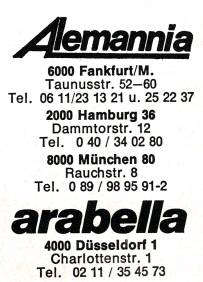 Alemannia
6000 Fankfurt/M.
Taunusstr. 52–60
Tel. 06 11/23 13 21 u. 25 22 37
2000 Hamburg 36
Dammtorstr. 12
Tel. 0 40 / 34 02 80
8000 München 80
Rauchstr. 8
Tel. 0 89 / 98 95 91-2
arabella
4000 Düsseldorf 1
Charlottenstr. 1
Tel. 02 11 / 35 45 73